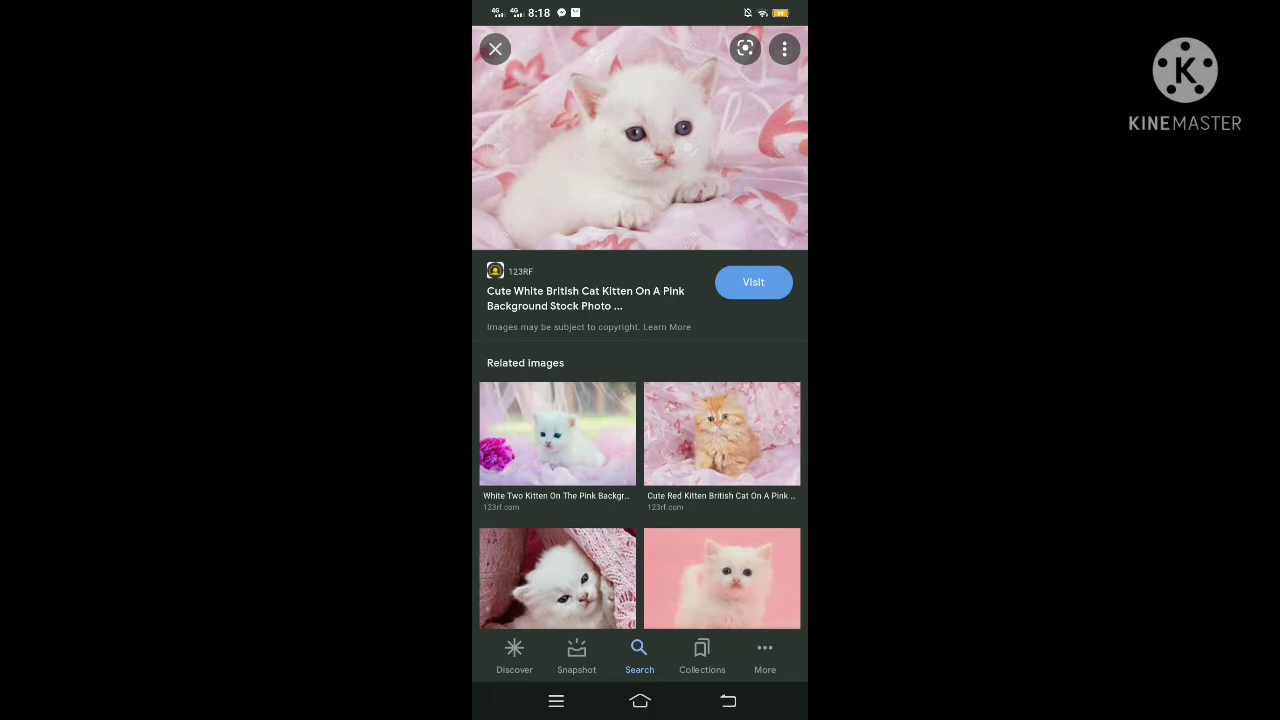 4G 4G 8:18
KINEMASTER
123RF
Visit
Cute White British Cat Kitten On A Pink
Background Stock Photo ...
Images may be subject to copyright. Learn More
Related images
White Two Kitten On The Pink Backgr...
123rf.com
Cute Red Kitten British Cat On A Pink ...
123rf.com
Discover
Snapshot
Search
Collections
More